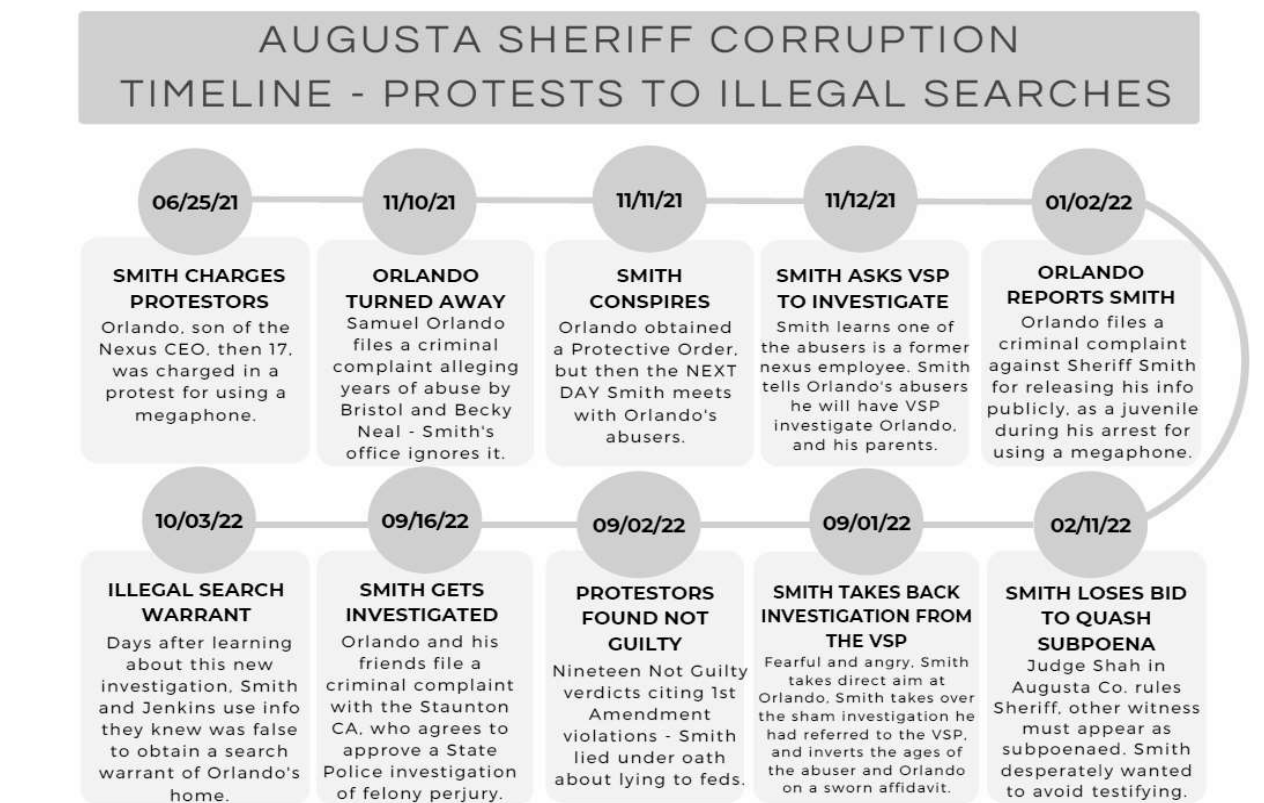 AUGUSTA SHERIFF CORRUPTION
TIMELINE - PROTESTS TO ILLEGAL SEARCHES
06/25/21
SMITH CHARGES
PROTESTORS
Orlando, son of the
Nexus CEO, then 17,
was charged in a
protest for using a
megaphone.
11/10/21
ORLANDO
TURNED AWAY
Samuel Orlando
files a criminal
complaint alleging
years of abuse by
Bristol and Becky
Neal - Smith's
office ignores it.
11/11/21
SMITH
CONSPIRES
Orlando obtained
a Protective Order,
but then the NEXT
DAY Smith meets
with Orlando's
abusers.
11/12/21
SMITH ASKS VSP
TO INVESTIGATE
Smith learns one of
the abusers is a former
nexus employee. Smith
tells Orlando's abusers
he will have VSP
investigate Orlando,
and his parents.
01/02/22
ORLANDO
REPORTS SMITH
Orlando files a
criminal complaint
against Sheriff Smith
for releasing his info
publicly, as a juvenile
during his arrest for
using a megaphone.
02/11/22
SMITH LOSES BID
TO QUASH
SUBPOENA
Judge Shah in
Augusta Co. rules
Sheriff, other witness
must appear as
subpoenaed. Smith
desperately wanted
to avoid testifying.
09/01/22
SMITH TAKES BACK
INVESTIGATION FROM
THE VSP
Fearful and angry, Smith
takes direct aim at
Orlando, Smith takes over
the sham investigation he
had referred to the VSP,
and inverts the ages of
the abuser and Orlando
on a sworn affidavit.
09/02/22
PROTESTORS
FOUND NOT
GUILTY
Nineteen Not Guilty
verdicts citing 1st
Amendment
violations - Smith
lied under oath
about lying to feds.
09/16/22
SMITH GETS
INVESTIGATED
Orlando and his
friends file a
criminal complaint
with the Staunton
CA, who agrees to
approve a State
Police investigation
of felony perjury.
10/03/22
ILLEGAL SEARCH
WARRANT
Days after learning
about this new
investigation, Smith
and Jenkins use info
they knew was false
to obtain a search
warrant of Orlando's
home.